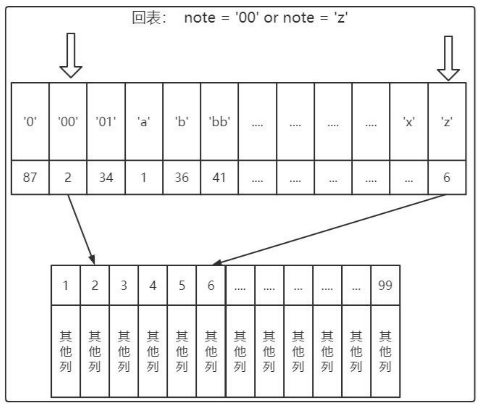 回表： note = '00' or note = 'z'
'0' '00' '01' 'a' 'b' 'bb' .... .... .... .... 'x' 'z'
87 2 34 1 36 41 .... .... ... .... ... 6
1 2 3 4 5 6 .... .... ... .... ... 99
其他列 其他列 其他列 其他列 其他列 其他列 其他列 其他列 其他列 其他列 其他列 其他列